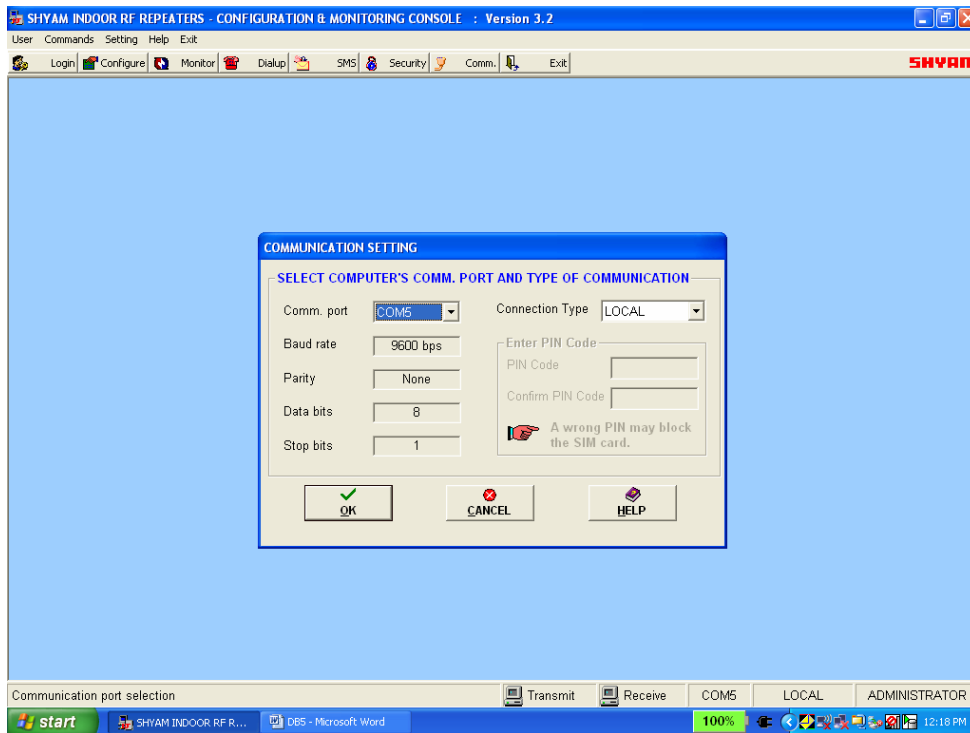 SHYAM INDOOR RF REPEATERS - CONFIGURATION & MONITORING CONSOLE : Version 3.2
User Commands Setting Help Exit
Login Configure Monitor Dialup SMS Security Comm. Exit SHYAM
COMMUNICATION SETTING
SELECT COMPUTER'S COMM. PORT AND TYPE OF COMMUNICATION
Comm. port COM5 Connection Type LOCAL
Baud rate 9600 bps Enter PIN Code
Parity None PIN Code
Data bits 8 Confirm PIN Code
Stop bits 1 A wrong PIN may block
the SIM card.
OK CANCEL HELP
Communication port selection Transmit Receive COM5 LOCAL ADMINISTRATOR
start SHYAM INDOOR RF R... DB5 - Microsoft Word 100% 12:18 PM